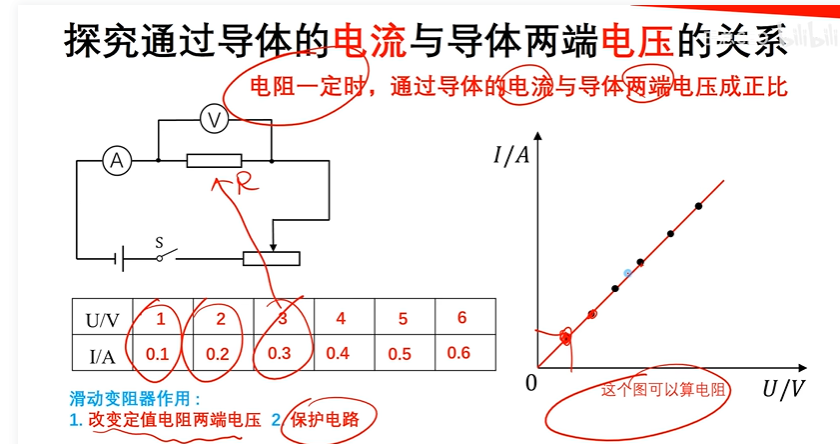 探究通过导体的电流与导体两端电压的关系
bilibili
电阻一定时，通过导体的电流与导体两端电压成正比
V
A
R
S
I/A
0
U/V
这个图可以算电阻
U/V 1 2 3 4 5 6
I/A 0.1 0.2 0.3 0.4 0.5 0.6
滑动变阻器作用：
1. 改变定值电阻两端电压 2. 保护电路